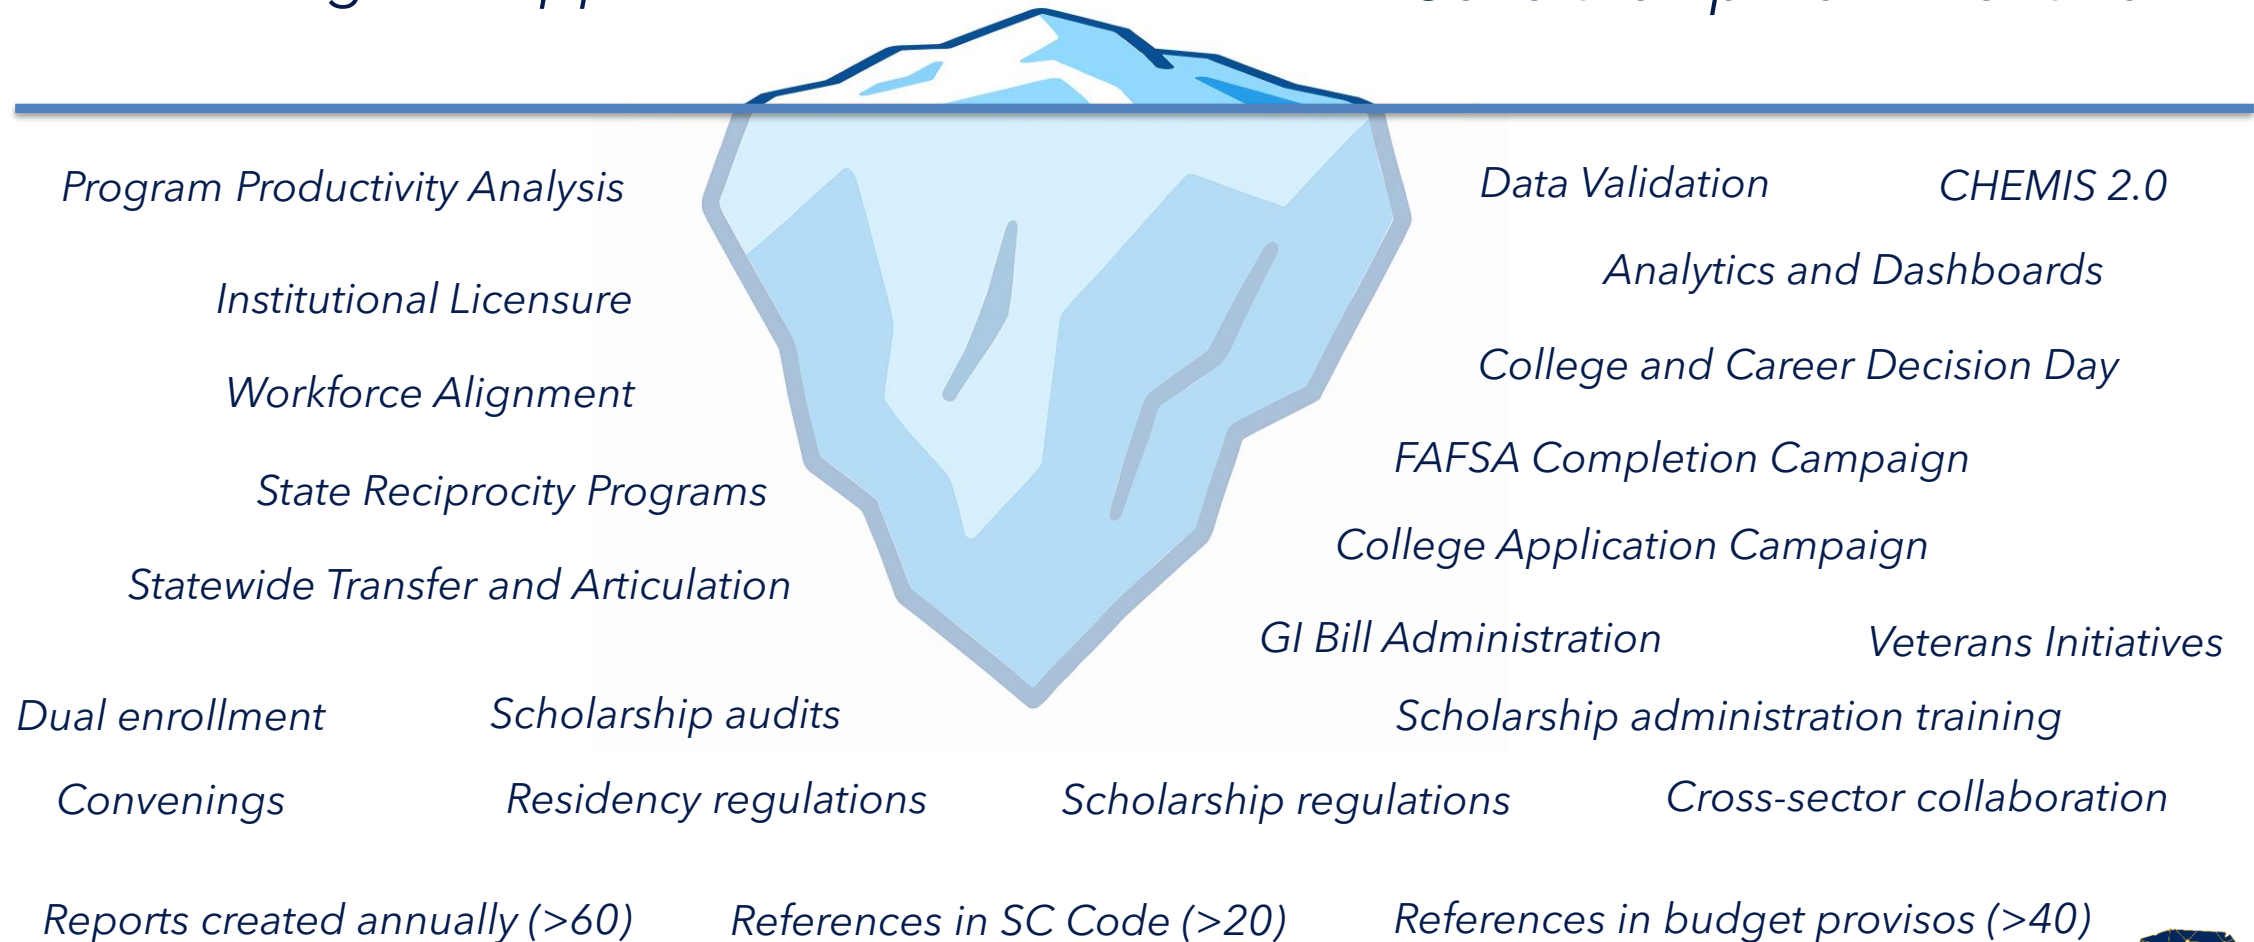 Program Productivity Analysis
Data Validation
CHEMIS 2.0
Analytics and Dashboards
Institutional Licensure
College and Career Decision Day
Workforce Alignment
FAFSA Completion Campaign
State Reciprocity Programs
College Application Campaign
Statewide Transfer and Articulation
GI Bill Administration
Veterans Initiatives
Dual enrollment
Scholarship audits
Scholarship administration training
Convenings
Residency regulations
Scholarship regulations
Cross-sector collaboration
Reports created annually (>60)
References in SC Code (>20)
References in budget provisos (>40)